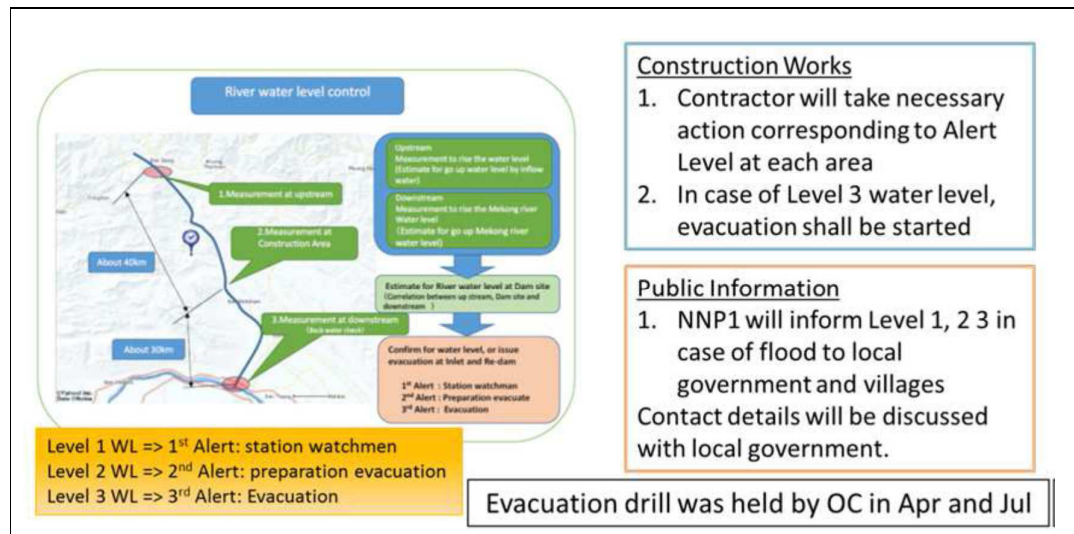 River water level control
1.Measurement at upstream
2.Measurement at
Construction Area
About 40km
3.Measurement at downstream
(Back water check)
About 30km
Upstream
Measurement to rise the water level
(Estimate for go up water level by inflow
water)
Downstream
Measurement to rise the Mekong river
Water level
(Estimate for go up Mekong river
water level)
Estimate for River water level at Dam site
(Correlation between up stream, Dam site and
downstream )
Confirm for water level, or issue
evacuation at Inlet and Re-dam
1st Alert : Station watchman
2nd Alert : Preparation evacuate
3rd Alert : Evacuation
Level 1 WL => 1st Alert: station watchmen
Level 2 WL => 2nd Alert: preparation evacuation
Level 3 WL => 3rd Alert: Evacuation
Construction Works
1. Contractor will take necessary
action corresponding to Alert
Level at each area
2. In case of Level 3 water level,
evacuation shall be started
Public Information
1. NNP1 will inform Level 1, 2 3 in
case of flood to local
government and villages
Contact details will be discussed
with local government.
Evacuation drill was held by OC in Apr and Jul